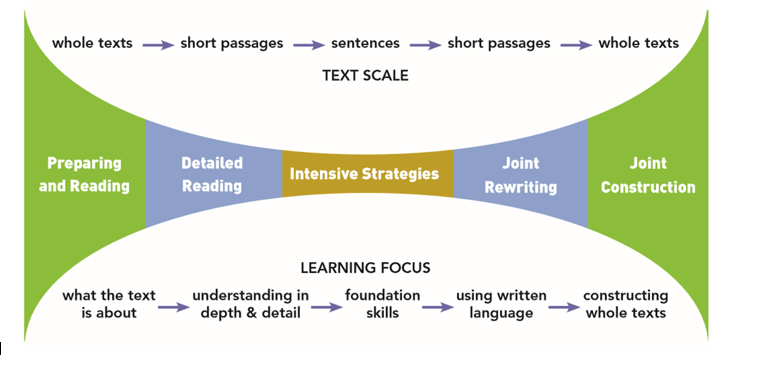 whole texts → short passages → sentences → short passages → whole texts
TEXT SCALE
Preparing
and Reading
Detailed
Reading
Intensive Strategies
Joint
Rewriting
Joint
Construction
LEARNING FOCUS
what the text
is about
→ understanding in
depth & detail
→ foundation
skills
→ using written
language
→ constructing
whole texts